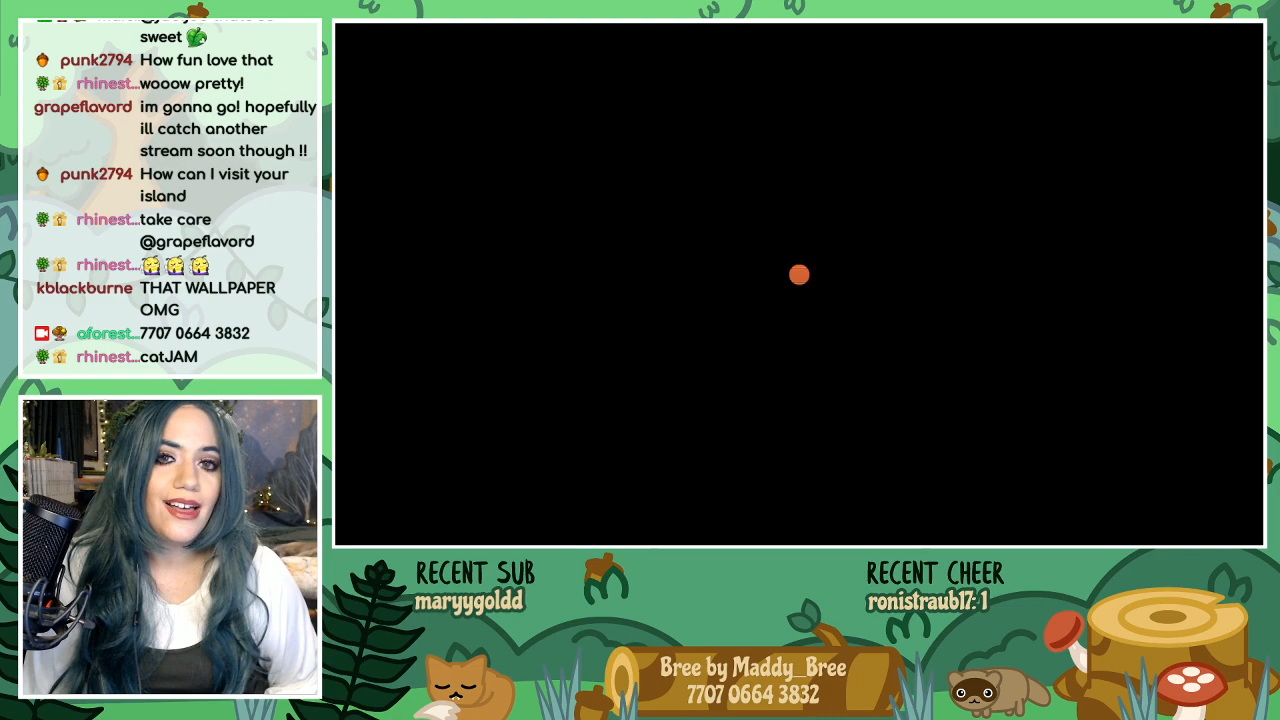 sweet
punk2794 How fun love that
rhinest... wooow pretty!
grapeflavord im gonna go! hopefully
ill catch another
stream soon though !!
punk2794 How can I visit your
island
rhinest... take care
@grapeflavord
rhinest...
kblackburne THAT WALLPAPER
OMG
aforest... 7707 0664 3832
rhinest... catJAM
RECENT SUB
maryygoldd
RECENT CHEER
ronistraub17: 1
Bree by Maddy_Bree
7707 0664 3832